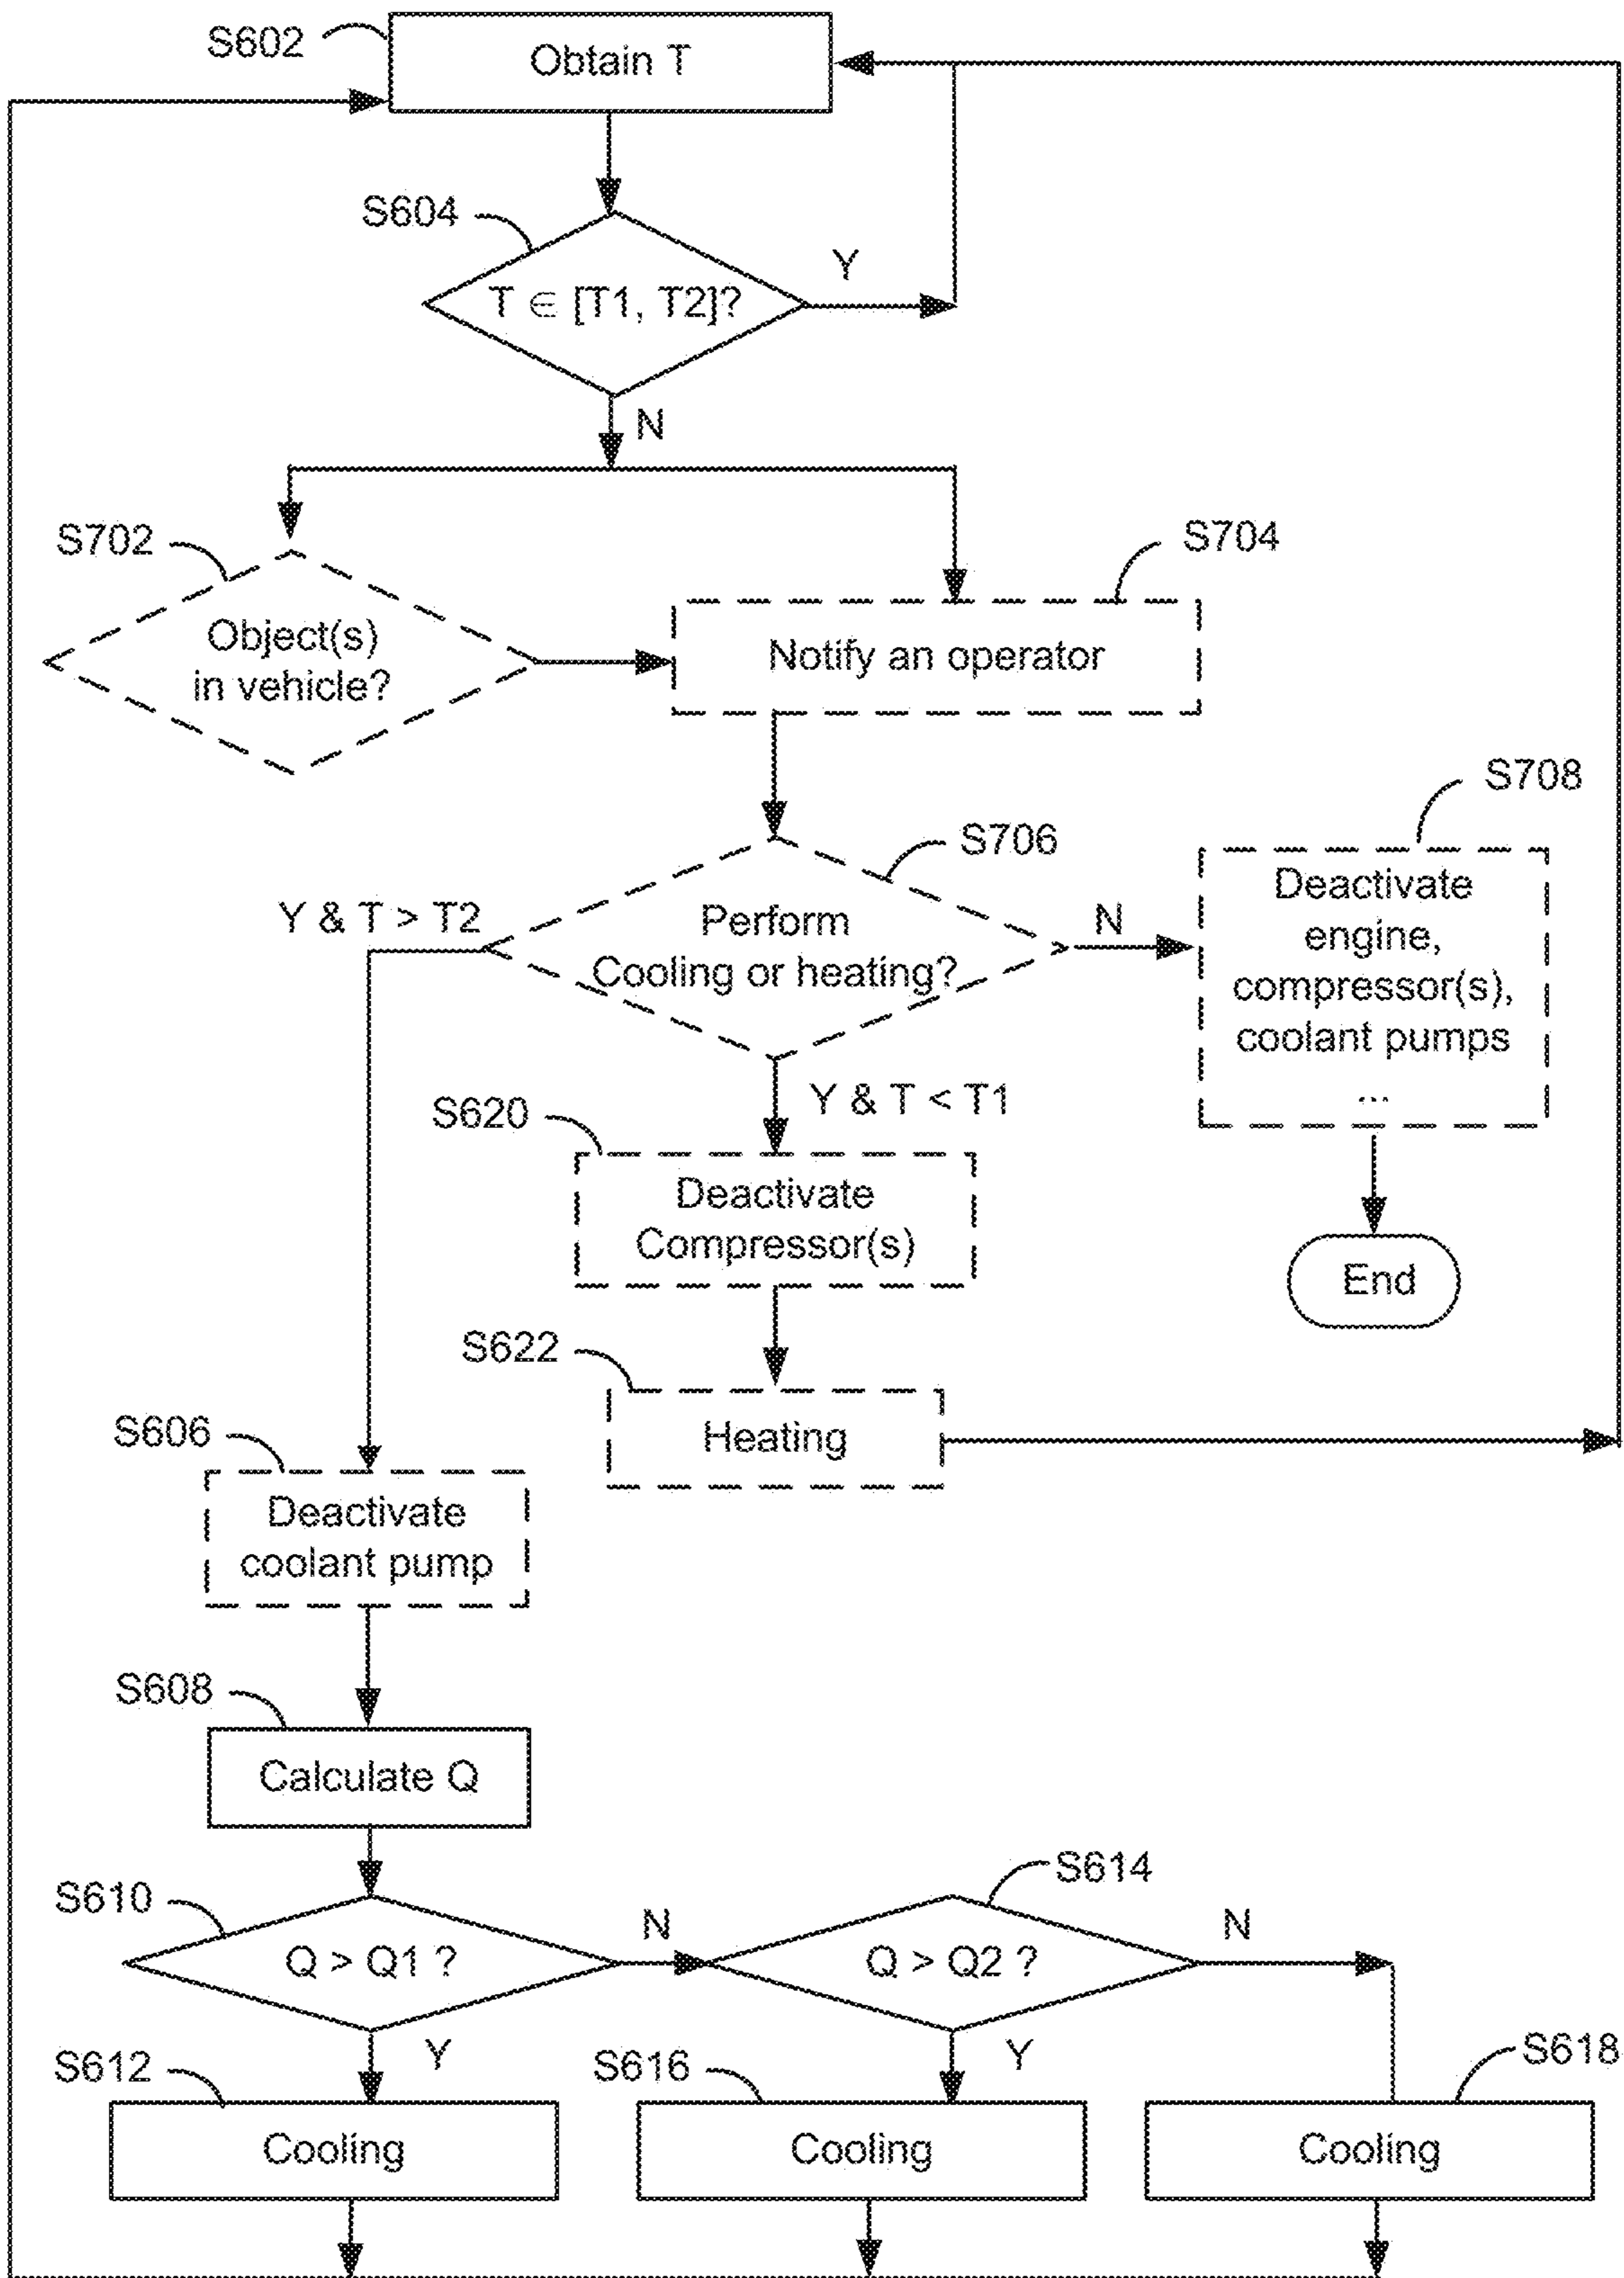 S602
Obtain T
S604
T ∈ [T1, T2]?
Y
N
S702
Object(s)
in vehicle?
S704
Notify an operator
S706
Perform
Cooling or heating?
Y & T > T2
N
S708
Deactivate
engine,
compressor(s),
coolant pumps
...
End
Y & T < T1
S620
Deactivate
Compressor(s)
S622
Heating
S606
Deactivate
coolant pump
S608
Calculate Q
S610
Q > Q1 ?
N
S614
Q > Q2 ?
N
Y
Y
S612
Cooling
S616
Cooling
S618
Cooling